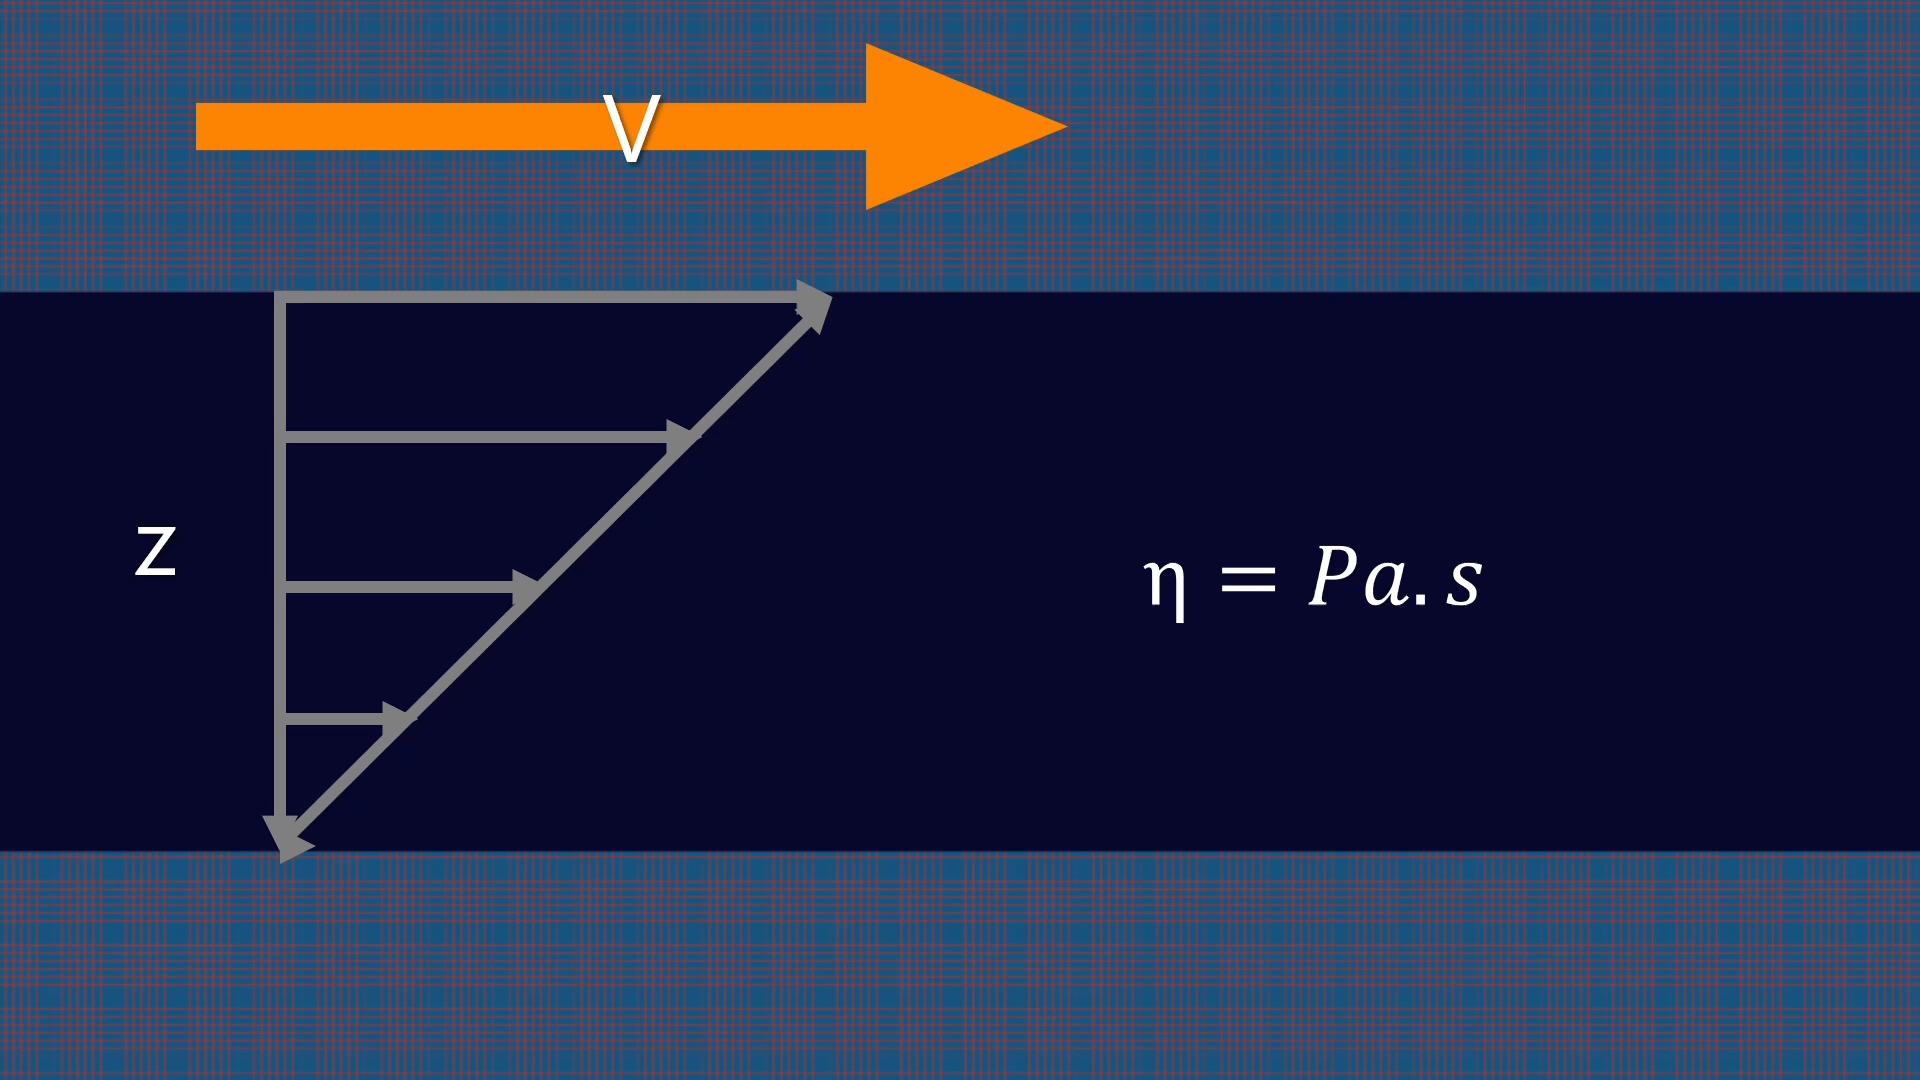 V
z
η = Pa.s